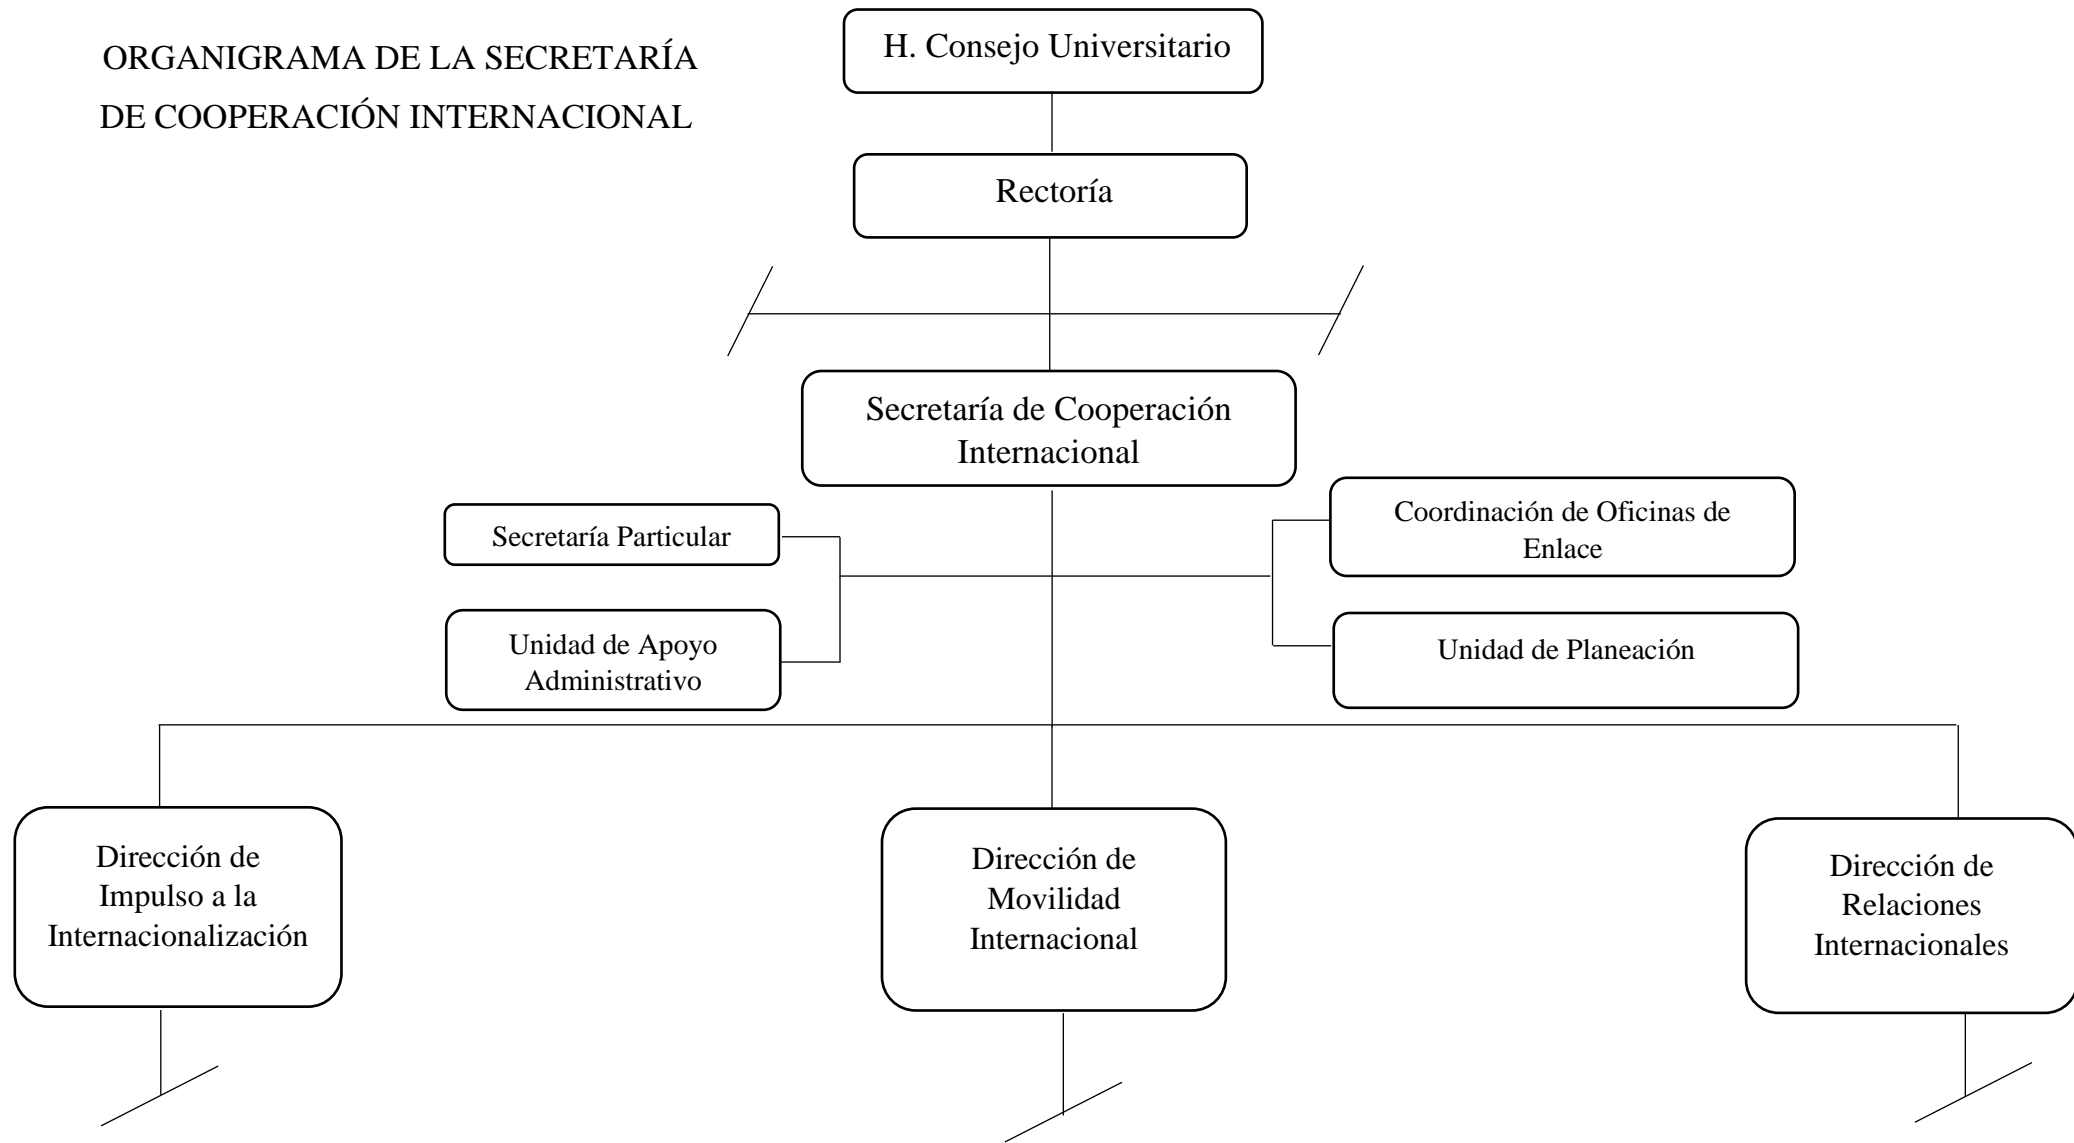 ORGANIGRAMA DE LA SECRETARÍA
DE COOPERACIÓN INTERNACIONAL
H. Consejo Universitario
Rectoría
Secretaría de Cooperación
Internacional
Secretaría Particular
Coordinación de Oficinas de
Enlace
Unidad de Apoyo
Administrativo
Unidad de Planeación
Dirección de
Impulso a la
Internacionalización
Dirección de
Movilidad
Internacional
Dirección de
Relaciones
Internacionales